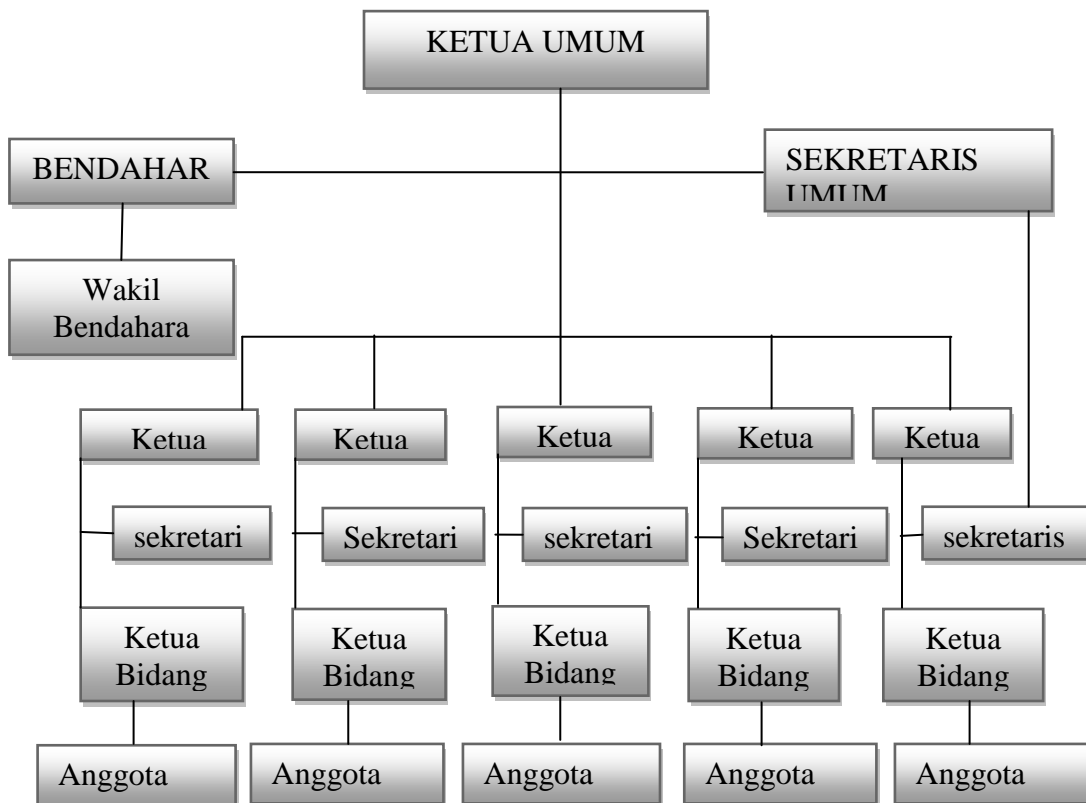 KETUA UMUM
BENDAHAR
SEKRETARIS
UMUM
Wakil
Bendahara
Ketua
Ketua
Ketua
Ketua
Ketua
sekretari
Sekretari
sekretari
Sekretari
sekretaris
Ketua
Bidang
Ketua
Bidang
Ketua
Bidang
Ketua
Bidang
Ketua
Bidang
Anggota
Anggota
Anggota
Anggota
Anggota